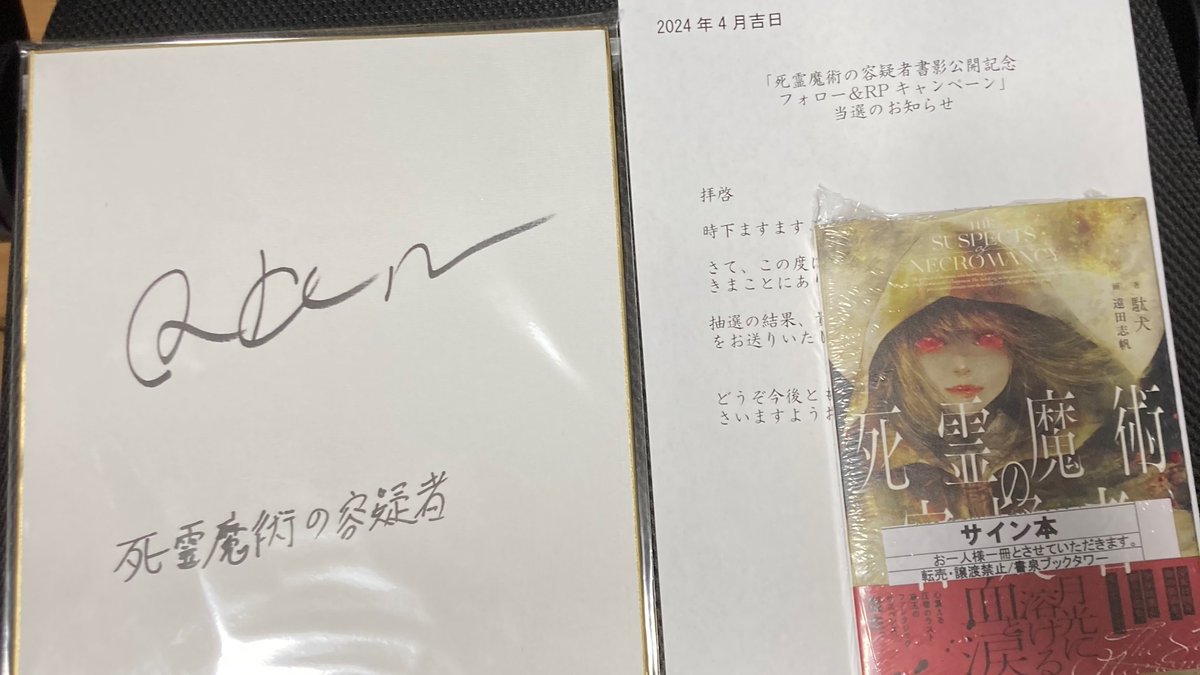 死霊魔術の容疑者
2024年4月吉日
「死霊魔術の容疑者書影公開記念
フォロー&RPキャンペーン」
当選のお知らせ
拝啓
時下ますます
さて、この度
きまことにあり
抽選の結果、
をお送りいたし
どうぞ今後とも
さいますようお
THE
SUSPECTS
of
NECROMANCY
著 駄犬
画 遠田志帆
死霊魔術
の
サイン本
お一人様一冊とさせていただきます。
転売・譲渡禁止/書泉ブックタワー
月光に
溶ける
血と涙